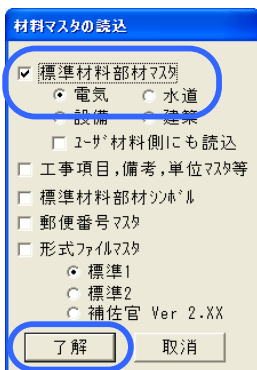 材料マスタの読込
標準材料部材マスタ
電気 水道
設備 建築
ユーザ材料側にも読込
工事項目,備考,単位マスタ等
標準材料部材シンボル
郵便番号マスタ
形式ファイルマスタ
標準1
標準2
補佐官 Ver 2.XX
了解 取消